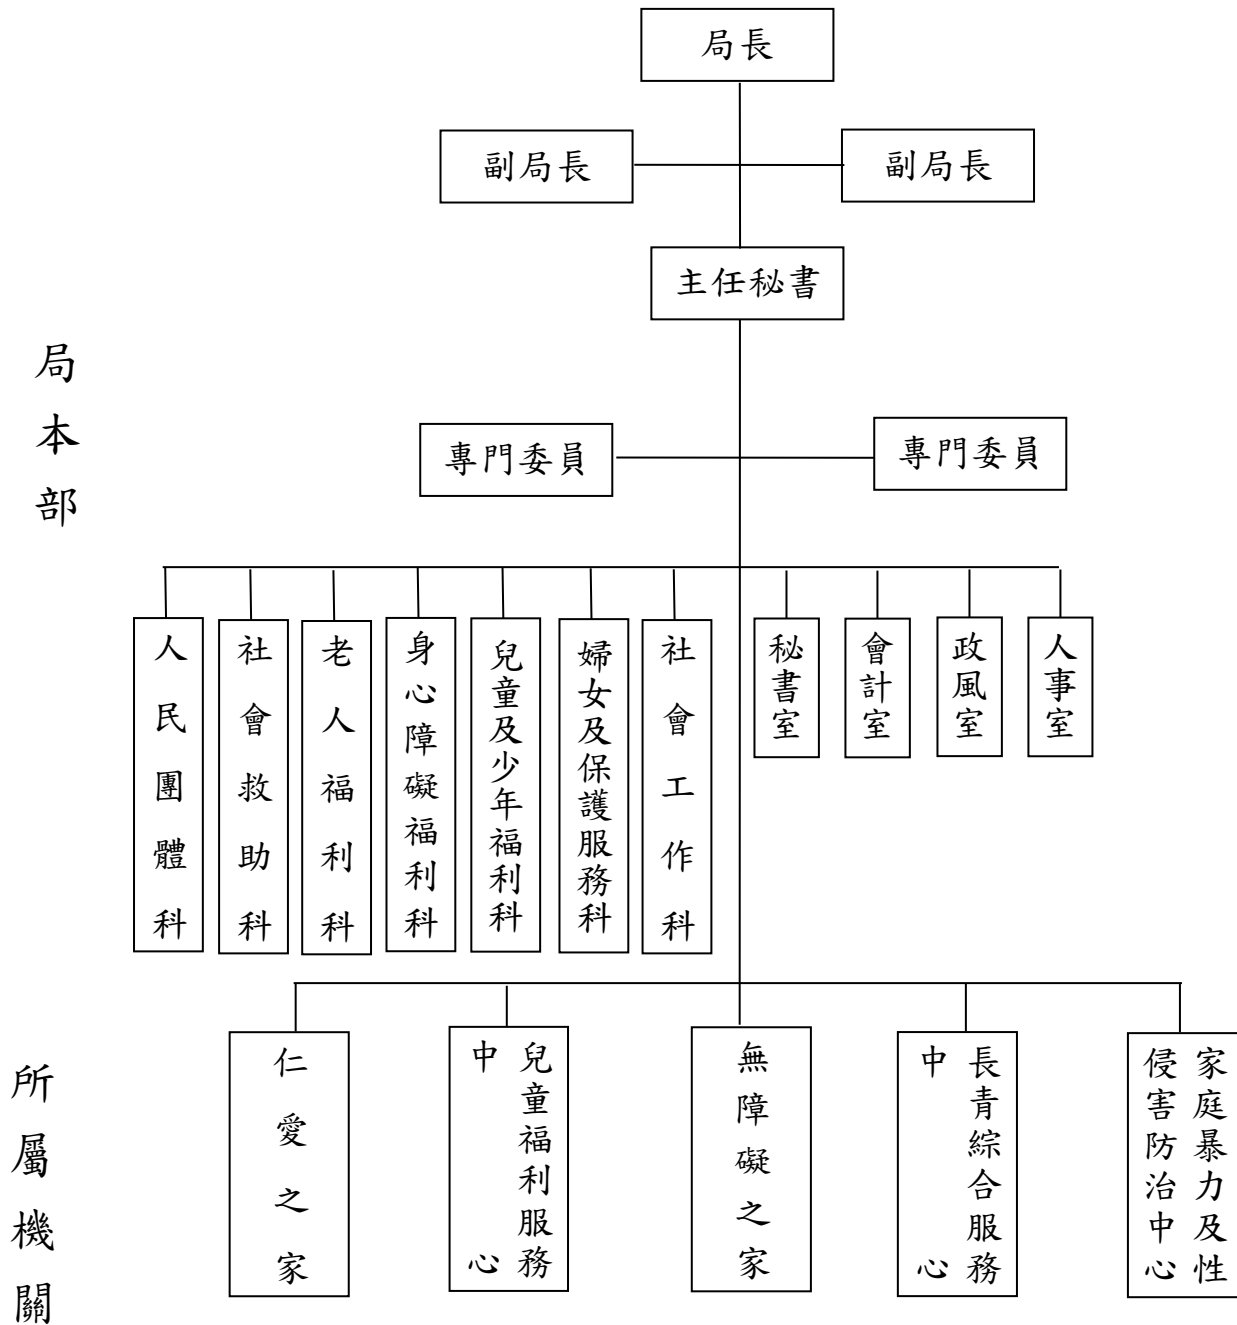 局長
副局長
副局長
主任秘書
局本部
專門委員
專門委員
人民團體科
社會救助科
老人福利科
身心障礙福利科
兒童及少年福利科
婦女及保護服務科
社會工作科
秘書室
會計室
政風室
人事室
所屬機關
仁愛之家
兒童福利服務
中心
無障礙之家
長青綜合服務
中心
家庭暴力及性
侵害防治中心